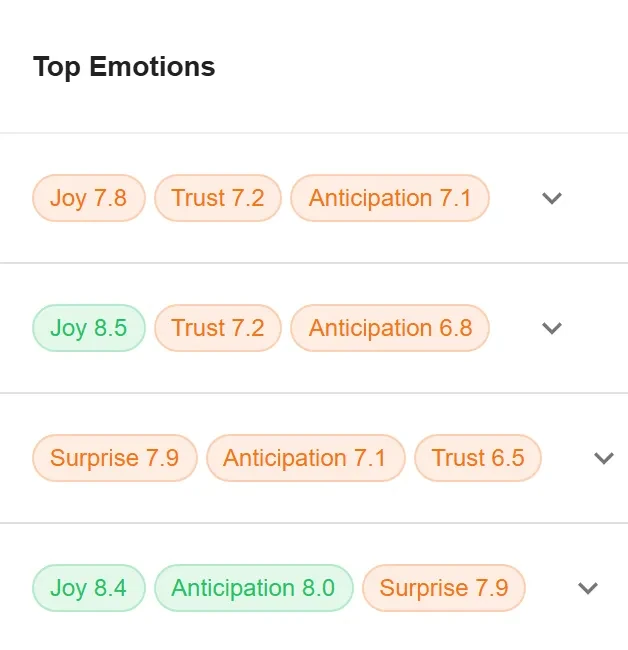 Top Emotions
Joy 7.8 Trust 7.2 Anticipation 7.1
Joy 8.5 Trust 7.2 Anticipation 6.8
Surprise 7.9 Anticipation 7.1 Trust 6.5
Joy 8.4 Anticipation 8.0 Surprise 7.9